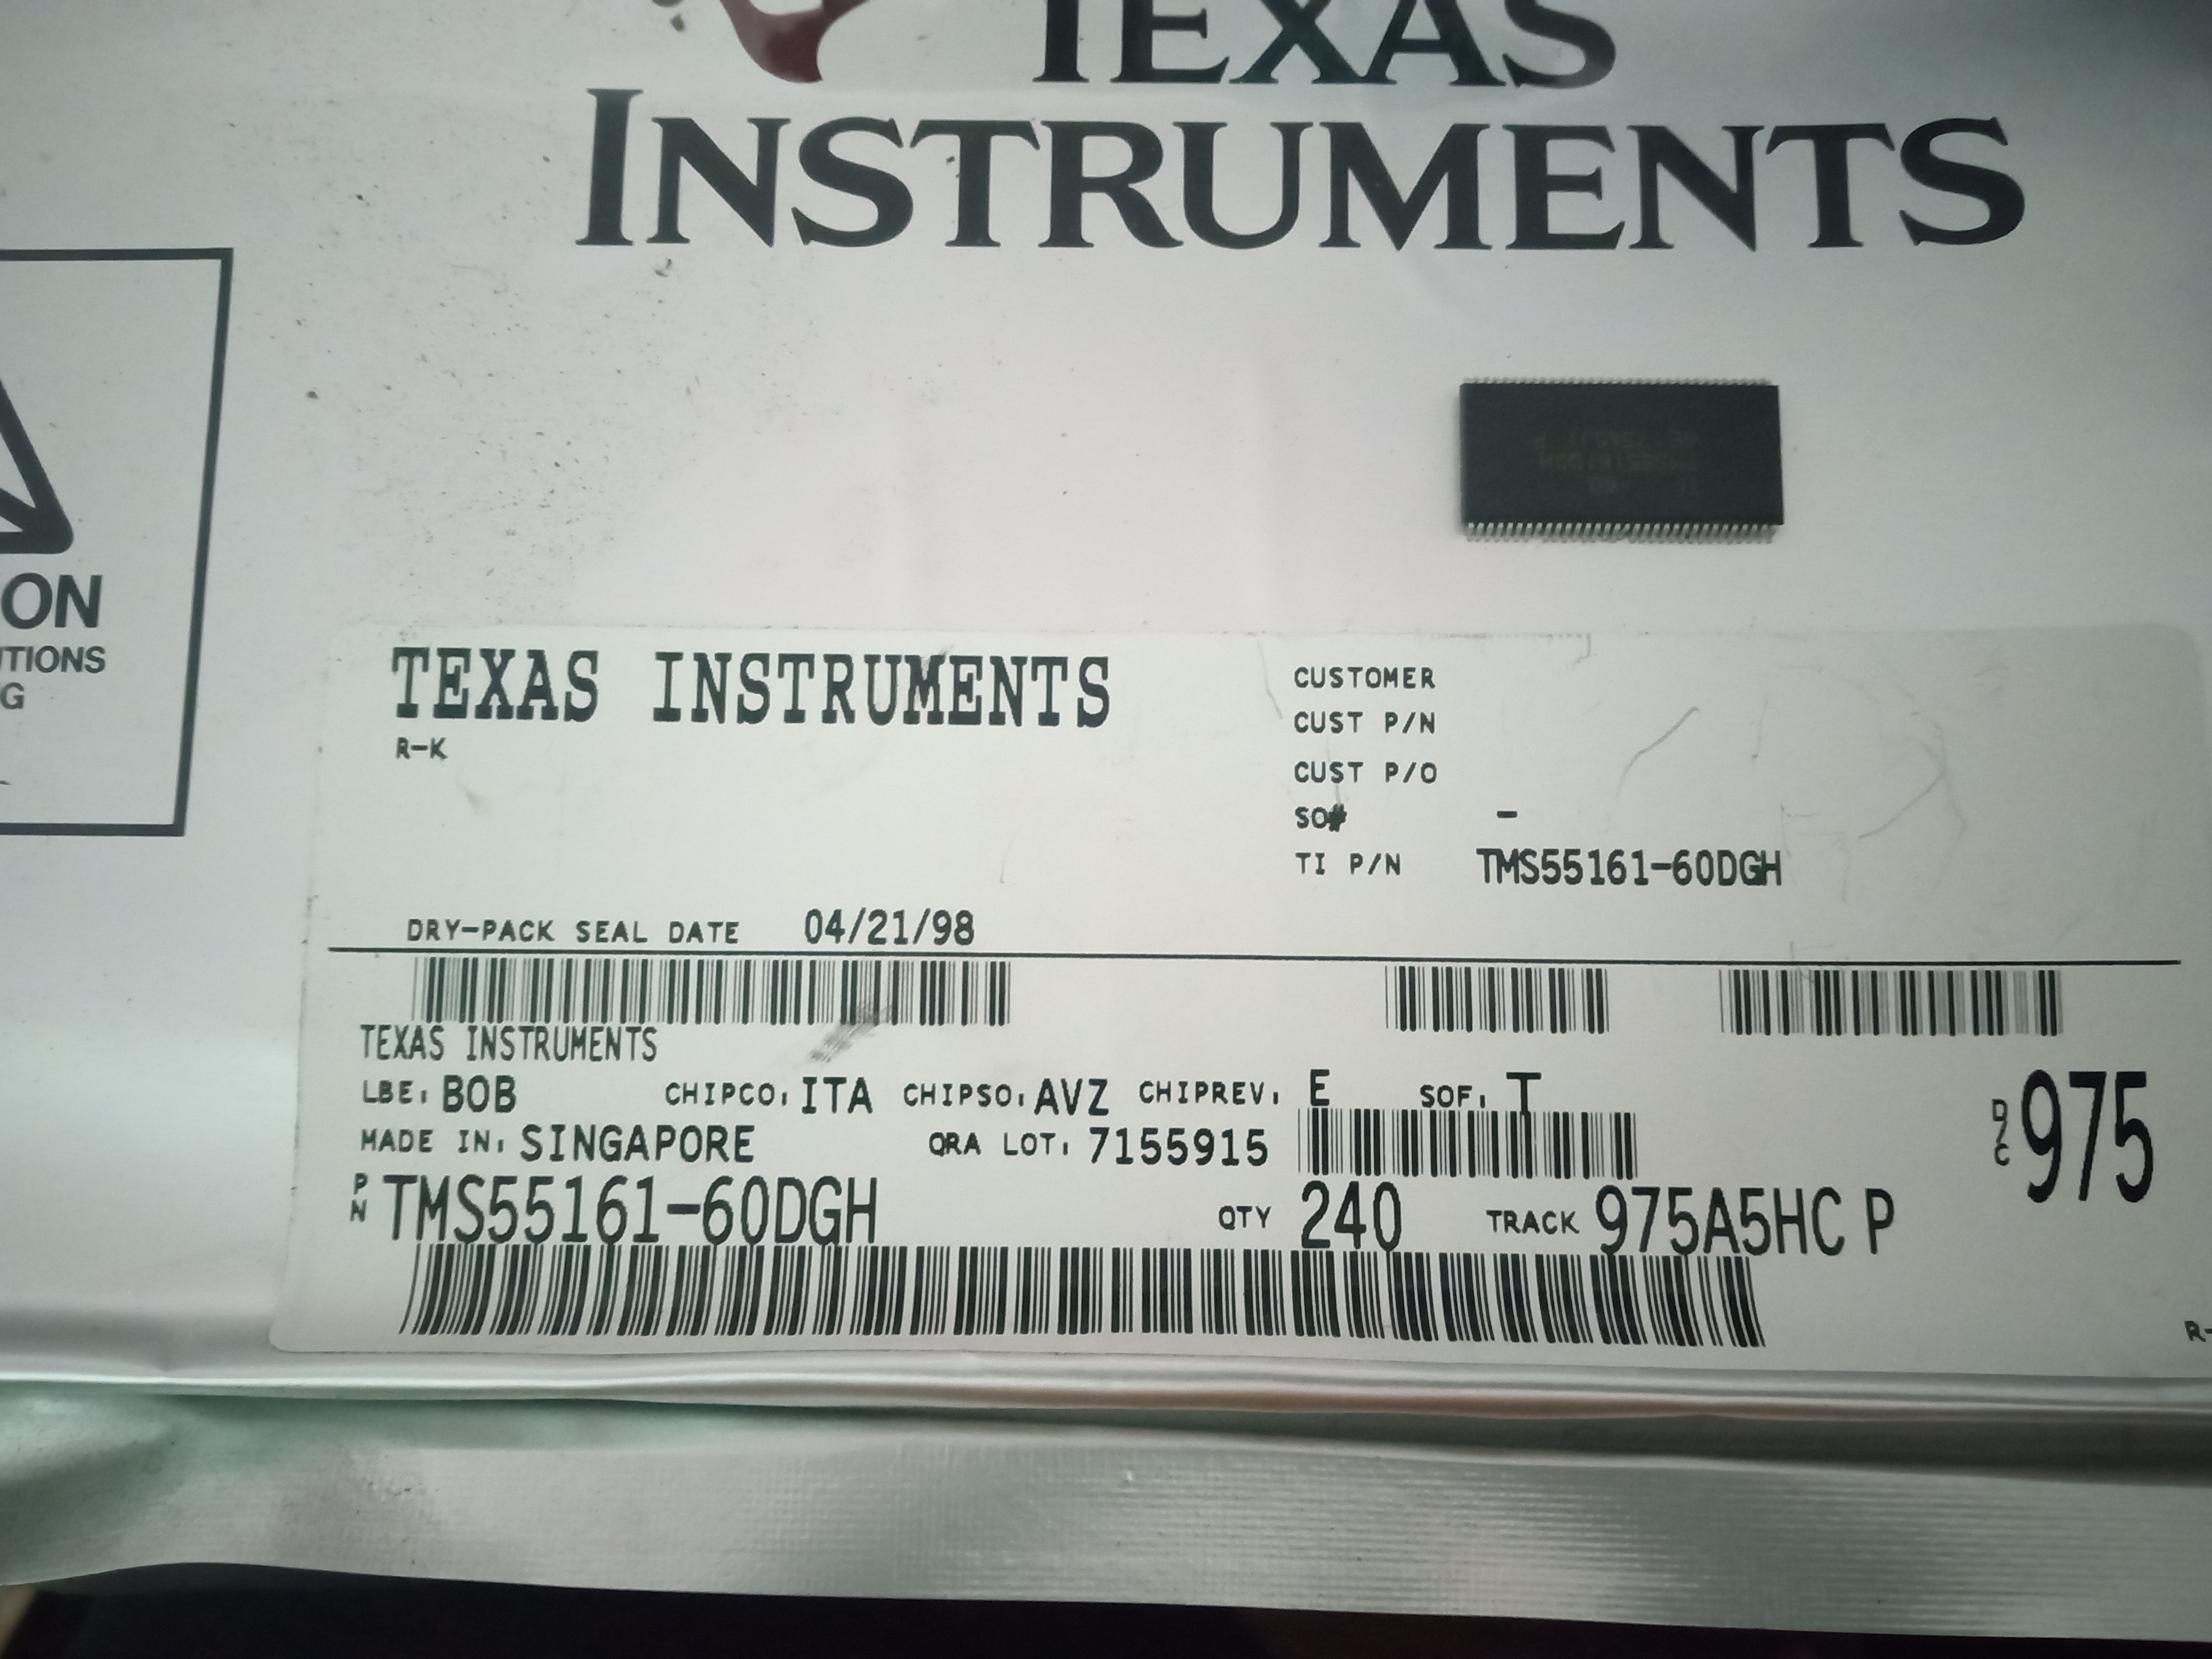 TEXAS
INSTRUMENTS
ON
TIONS
G
TEXAS INSTRUMENTS
R-K
CUSTOMER
CUST P/N
CUST P/O
SO# -
TI P/N TMS55161-60DGH
DRY-PACK SEAL DATE 04/21/98
TEXAS INSTRUMENTS
LBE: BOB CHIPCO: ITA CHIPSO: AVZ CHIPREV: E SOF: T
MADE IN: SINGAPORE QRA LOT: 7155915
D/C 975
PN TMS55161-60DGH QTY 240 TRACK 975A5HC P
R-